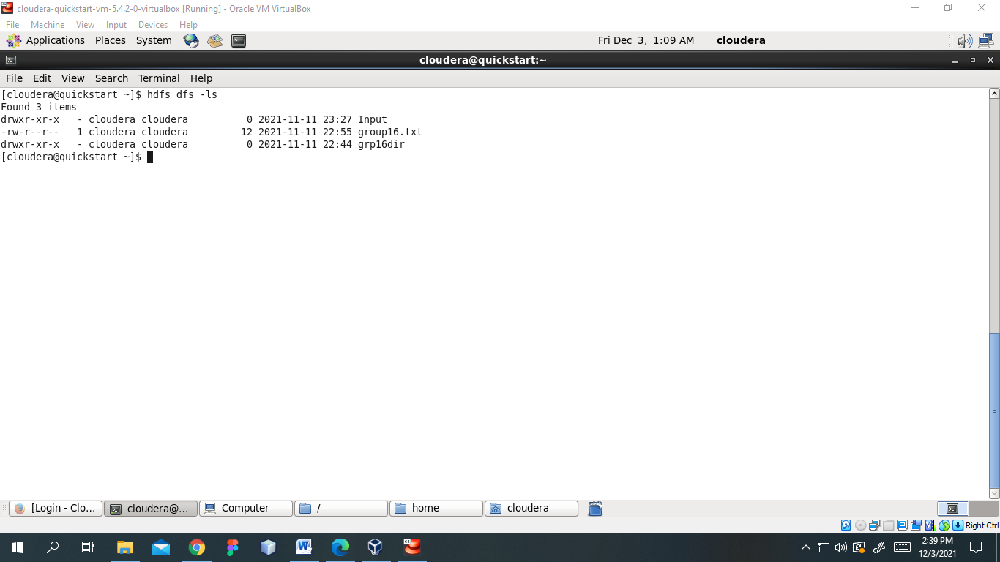 cloudera-quickstart-vm-5.4.2-0-virtualbox [Running] - Oracle VM VirtualBox
File Machine View Input Devices Help
Applications Places System Fri Dec 3, 1:09 AM cloudera
cloudera@quickstart:~
File Edit View Search Terminal Help
[cloudera@quickstart ~]$ hdfs dfs -ls
Found 3 items
drwxr-xr-x   - cloudera cloudera          0 2021-11-11 23:27 Input
-rw-r--r--   1 cloudera cloudera         12 2021-11-11 22:55 group16.txt
drwxr-xr-x   - cloudera cloudera          0 2021-11-11 22:44 grp16dir
[cloudera@quickstart ~]$
[Login - Clo... cloudera@... Computer / home cloudera
Right Ctrl
2:39 PM
12/3/2021